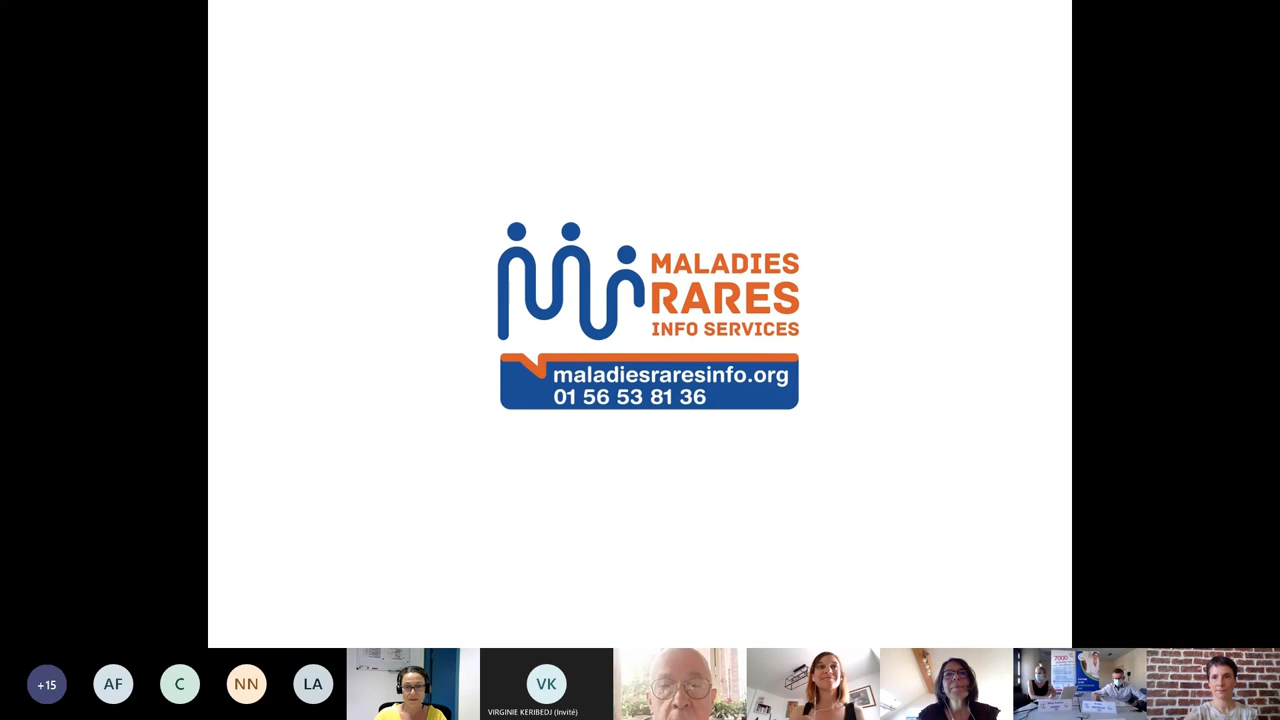 MALADIES
RARES
INFO SERVICES
maladiesraresinfo.org
01 56 53 81 36
+15
AF
C
NN
LA
VK
VIRGINIE KERIBEDJ (Invité)
7000